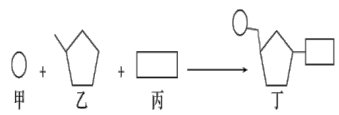 + +
甲 乙 丙 丁